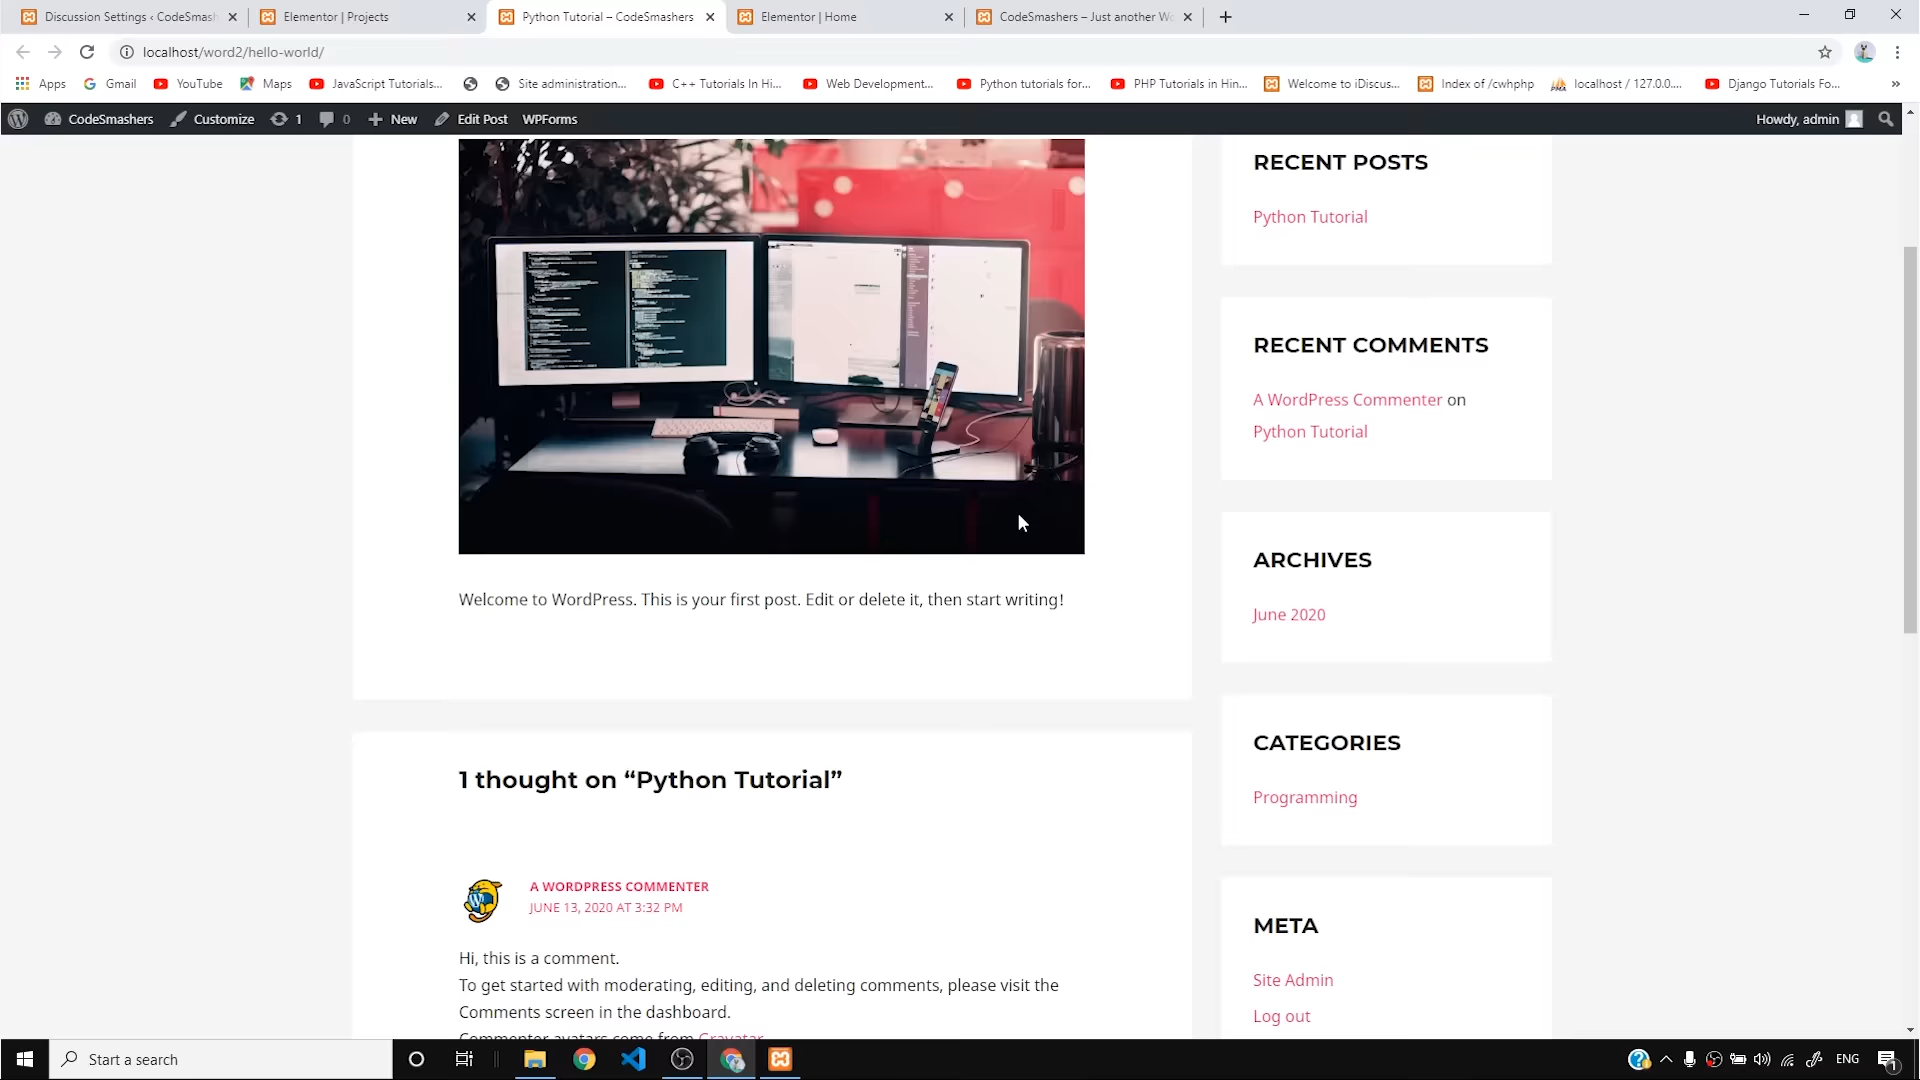 Discussion Settings ‹ CodeSmash
Elementor | Projects
Python Tutorial – CodeSmashers
Elementor | Home
CodeSmashers – Just another Wo
localhost/word2/hello-world/
Apps
Gmail
YouTube
Maps
JavaScript Tutorials...
Site administration...
C++ Tutorials In Hi...
Web Development...
Python tutorials for...
PHP Tutorials in Hin...
Welcome to iDiscus...
Index of /cwhphp
localhost / 127.0.0....
Django Tutorials Fo...
CodeSmashers
Customize
1
0
New
Edit Post
WPForms
Howdy, admin
Welcome to WordPress. This is your first post. Edit or delete it, then start writing!
1 thought on “Python Tutorial”
A WORDPRESS COMMENTER
JUNE 13, 2020 AT 3:32 PM
Hi, this is a comment.
To get started with moderating, editing, and deleting comments, please visit the
Comments screen in the dashboard.
Commenter avatars come from Gravatar
RECENT POSTS
Python Tutorial
RECENT COMMENTS
A WordPress Commenter on
Python Tutorial
ARCHIVES
June 2020
CATEGORIES
Programming
META
Site Admin
Log out
Start a search
ENG
1